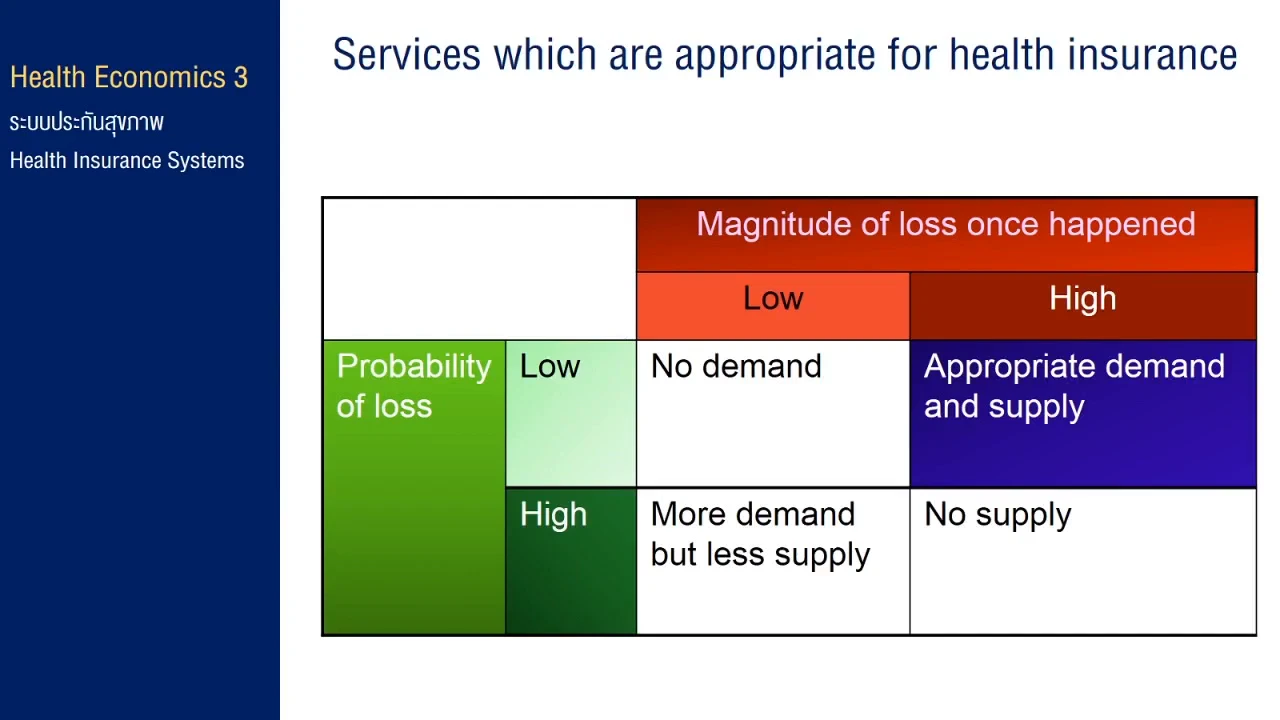 Health Economics 3
ระบบประกันสุขภาพ
Health Insurance Systems
Services which are appropriate for health insurance
Magnitude of loss once happened
Low
High
Probability
of loss
Low
No demand
Appropriate demand
and supply
High
More demand
but less supply
No supply